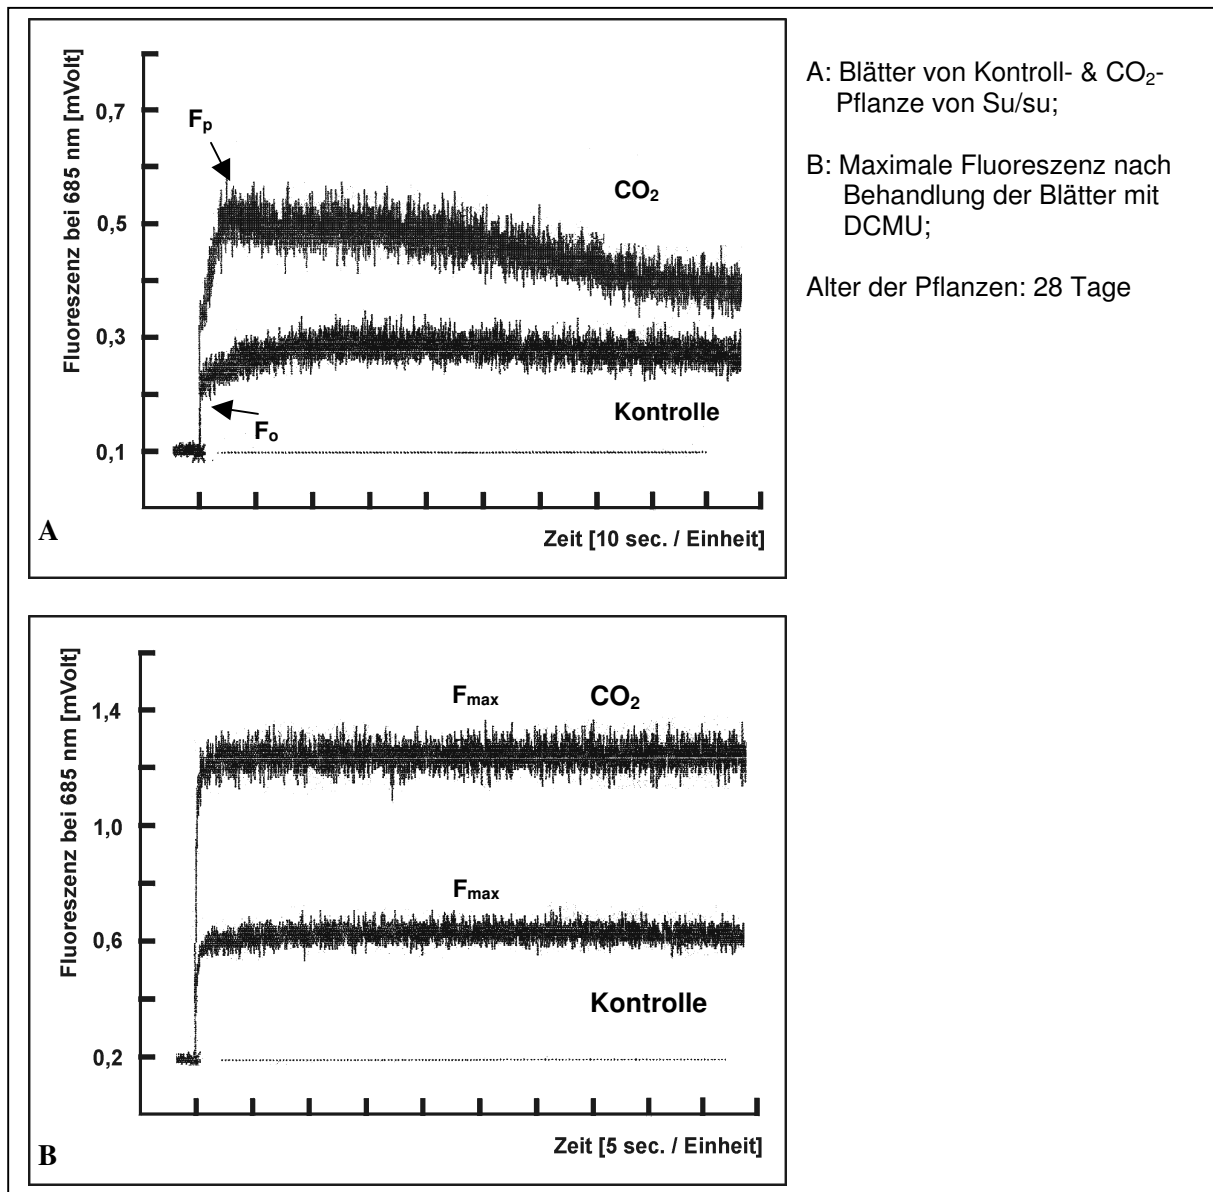 Fluoreszenz bei 685 nm [mVolt]
0,7
0,5
0,3
0,1
Fp
CO2
Fo
Kontrolle
A
Zeit [10 sec. / Einheit]
A: Blätter von Kontroll- & CO2-
Pflanze von Su/su;
B: Maximale Fluoreszenz nach
Behandlung der Blätter mit
DCMU;
Alter der Pflanzen: 28 Tage
Fluoreszenz bei 685 nm [mVolt]
1,4
1,0
0,6
0,2
Fmax CO2
Fmax
Kontrolle
B
Zeit [5 sec. / Einheit]